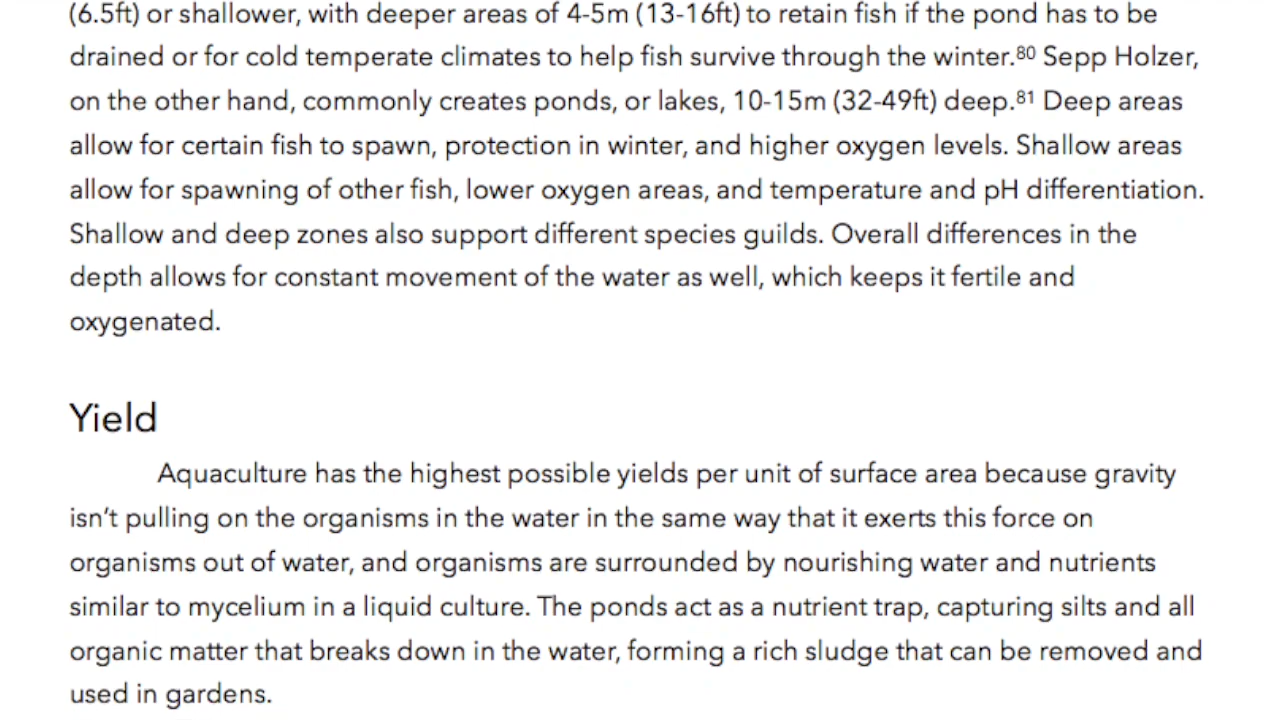 (6.5ft) or shallower, with deeper areas of 4-5m (13-16ft) to retain fish if the pond has to be
drained or for cold temperate climates to help fish survive through the winter.80 Sepp Holzer,
on the other hand, commonly creates ponds, or lakes, 10-15m (32-49ft) deep.81 Deep areas
allow for certain fish to spawn, protection in winter, and higher oxygen levels. Shallow areas
allow for spawning of other fish, lower oxygen areas, and temperature and pH differentiation.
Shallow and deep zones also support different species guilds. Overall differences in the
depth allows for constant movement of the water as well, which keeps it fertile and
oxygenated.
Yield
Aquaculture has the highest possible yields per unit of surface area because gravity
isn't pulling on the organisms in the water in the same way that it exerts this force on
organisms out of water, and organisms are surrounded by nourishing water and nutrients
similar to mycelium in a liquid culture. The ponds act as a nutrient trap, capturing silts and all
organic matter that breaks down in the water, forming a rich sludge that can be removed and
used in gardens.